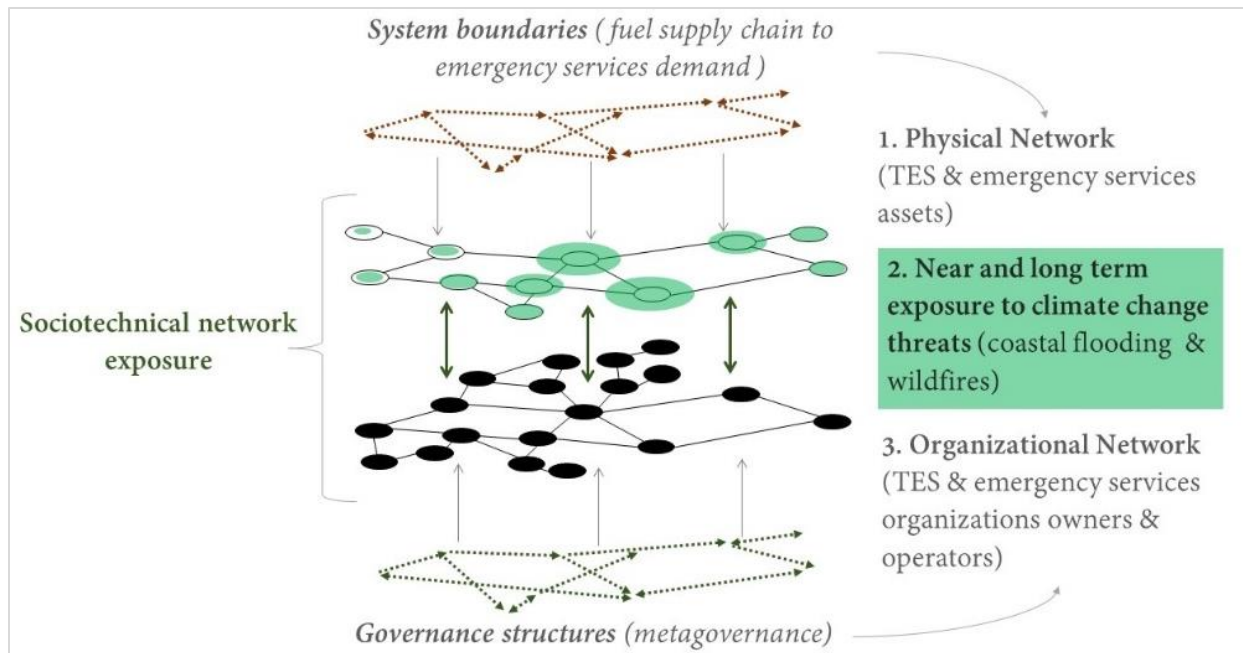 System boundaries ( fuel supply chain to
emergency services demand )
1. Physical Network
(TES & emergency services
assets)
2. Near and long term
exposure to climate change
threats (coastal flooding &
wildfires)
Sociotechnical network
exposure
3. Organizational Network
(TES & emergency services
organizations owners &
operators)
Governance structures (metagovernance)